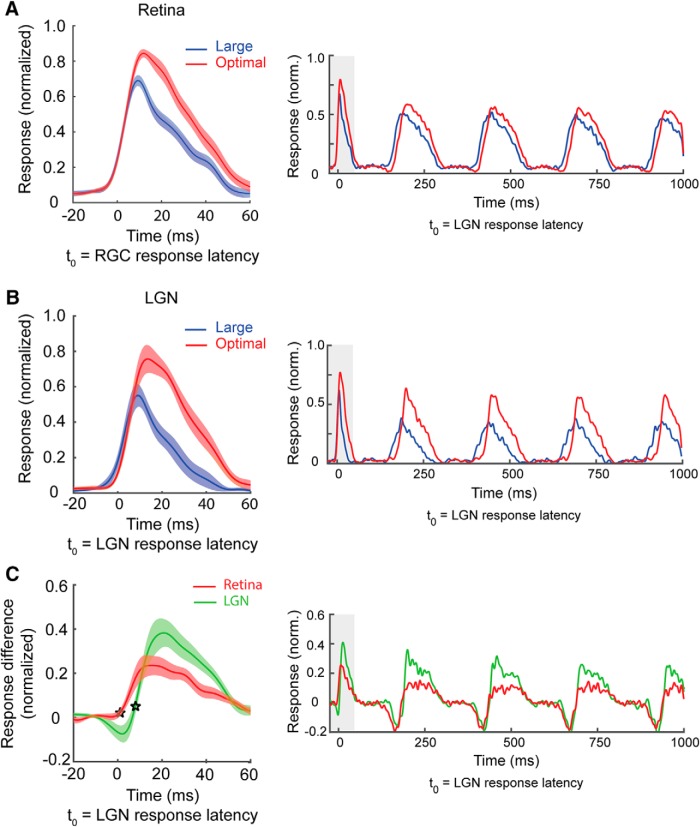 A
Retina
Large
Optimal
Response (normalized)
1.0
0.8
0.6
0.4
0.2
0
-20
0
20
40
60
Time (ms)
t0 = RGC response latency
Response (norm.)
1.0
0.5
0
0
250
500
750
1000
Time (ms)
t0 = LGN response latency
B
LGN
Large
Optimal
Response (normalized)
1.0
0.8
0.6
0.4
0.2
0
-20
0
20
40
60
Time (ms)
t0 = LGN response latency
Response (norm.)
1.0
0.5
0
0
250
500
750
1000
Time (ms)
t0 = LGN response latency
C
Retina
LGN
Response difference
(normalized)
0.6
0.4
0.2
0
-0.2
-20
0
20
40
60
Time (ms)
t0 = LGN response latency
Response (norm.)
0.6
0.4
0.2
0
-0.2
0
250
500
750
1000
Time (ms)
t0 = LGN response latency